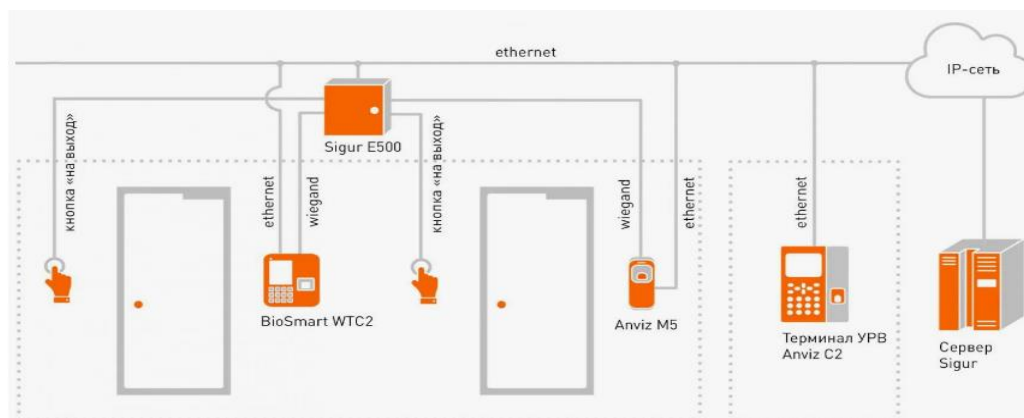 ethernet
IP-сеть
Sigur E500
кнопка «на выход»
ethernet
wiegand
кнопка «на выход»
wiegand
ethernet
ethernet
BioSmart WTC2
Anviz M5
Терминал УРВ
Anviz C2
Сервер
Sigur